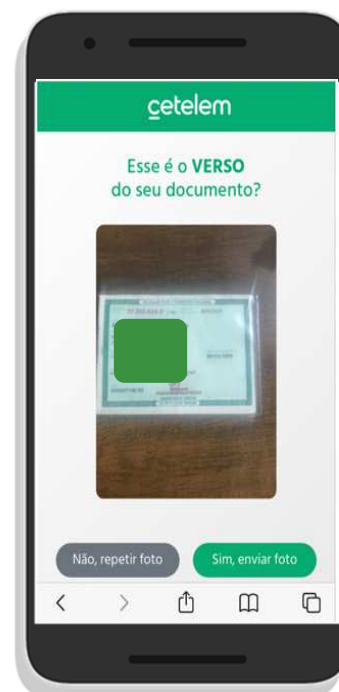 cetelem
Esse é o VERSO
do seu documento?
Não, repetir foto
Sim, enviar foto